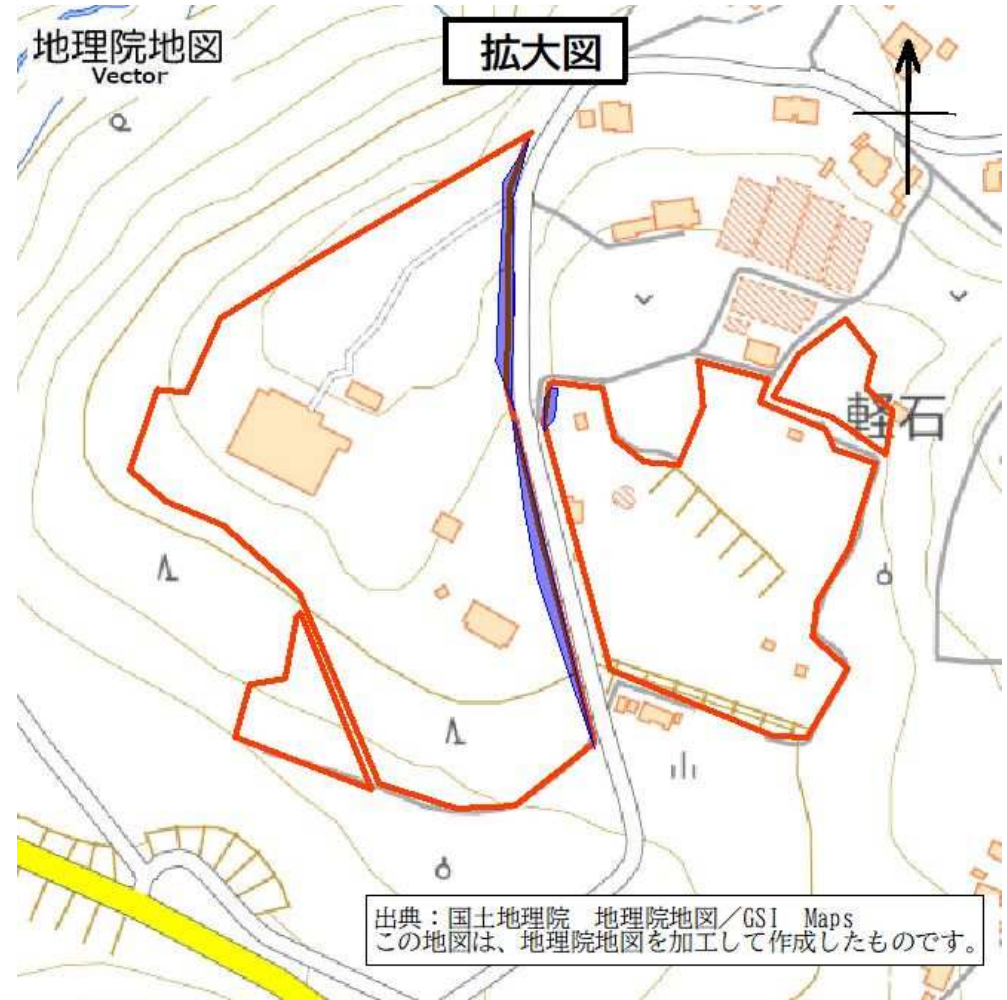 地理院地図
Vector
拡大図
軽石
出典：国土地理院　地理院地図／GSI Maps
この地図は、地理院地図を加工して作成したものです。